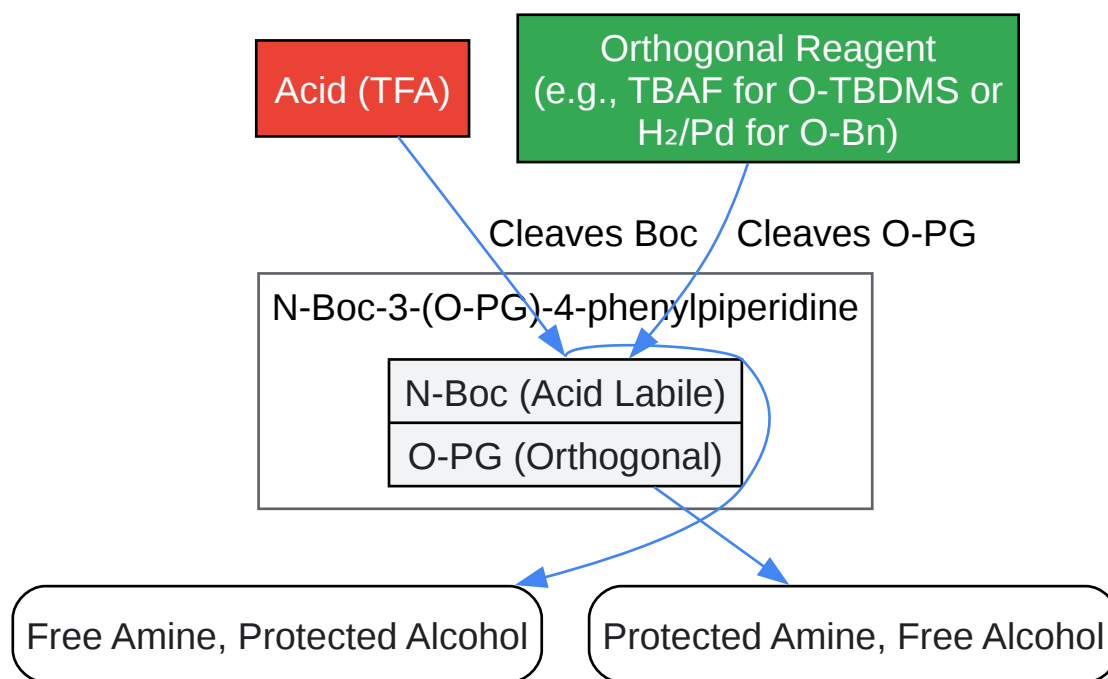 Acid (TFA)
Orthogonal Reagent
(e.g., TBAF for O-TBDMS or
H₂/Pd for O-Bn)
Cleaves Boc
Cleaves O-PG
N-Boc-3-(O-PG)-4-phenylpiperidine
N-Boc (Acid Labile)
O-PG (Orthogonal)
Free Amine, Protected Alcohol
Protected Amine, Free Alcohol